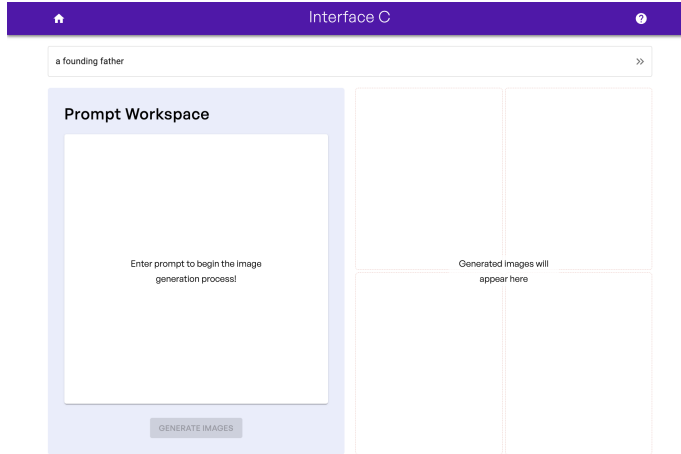 Interface C
a founding father
Prompt Workspace
Enter prompt to begin the image
generation process!
GENERATE IMAGES
Generated images will
appear here